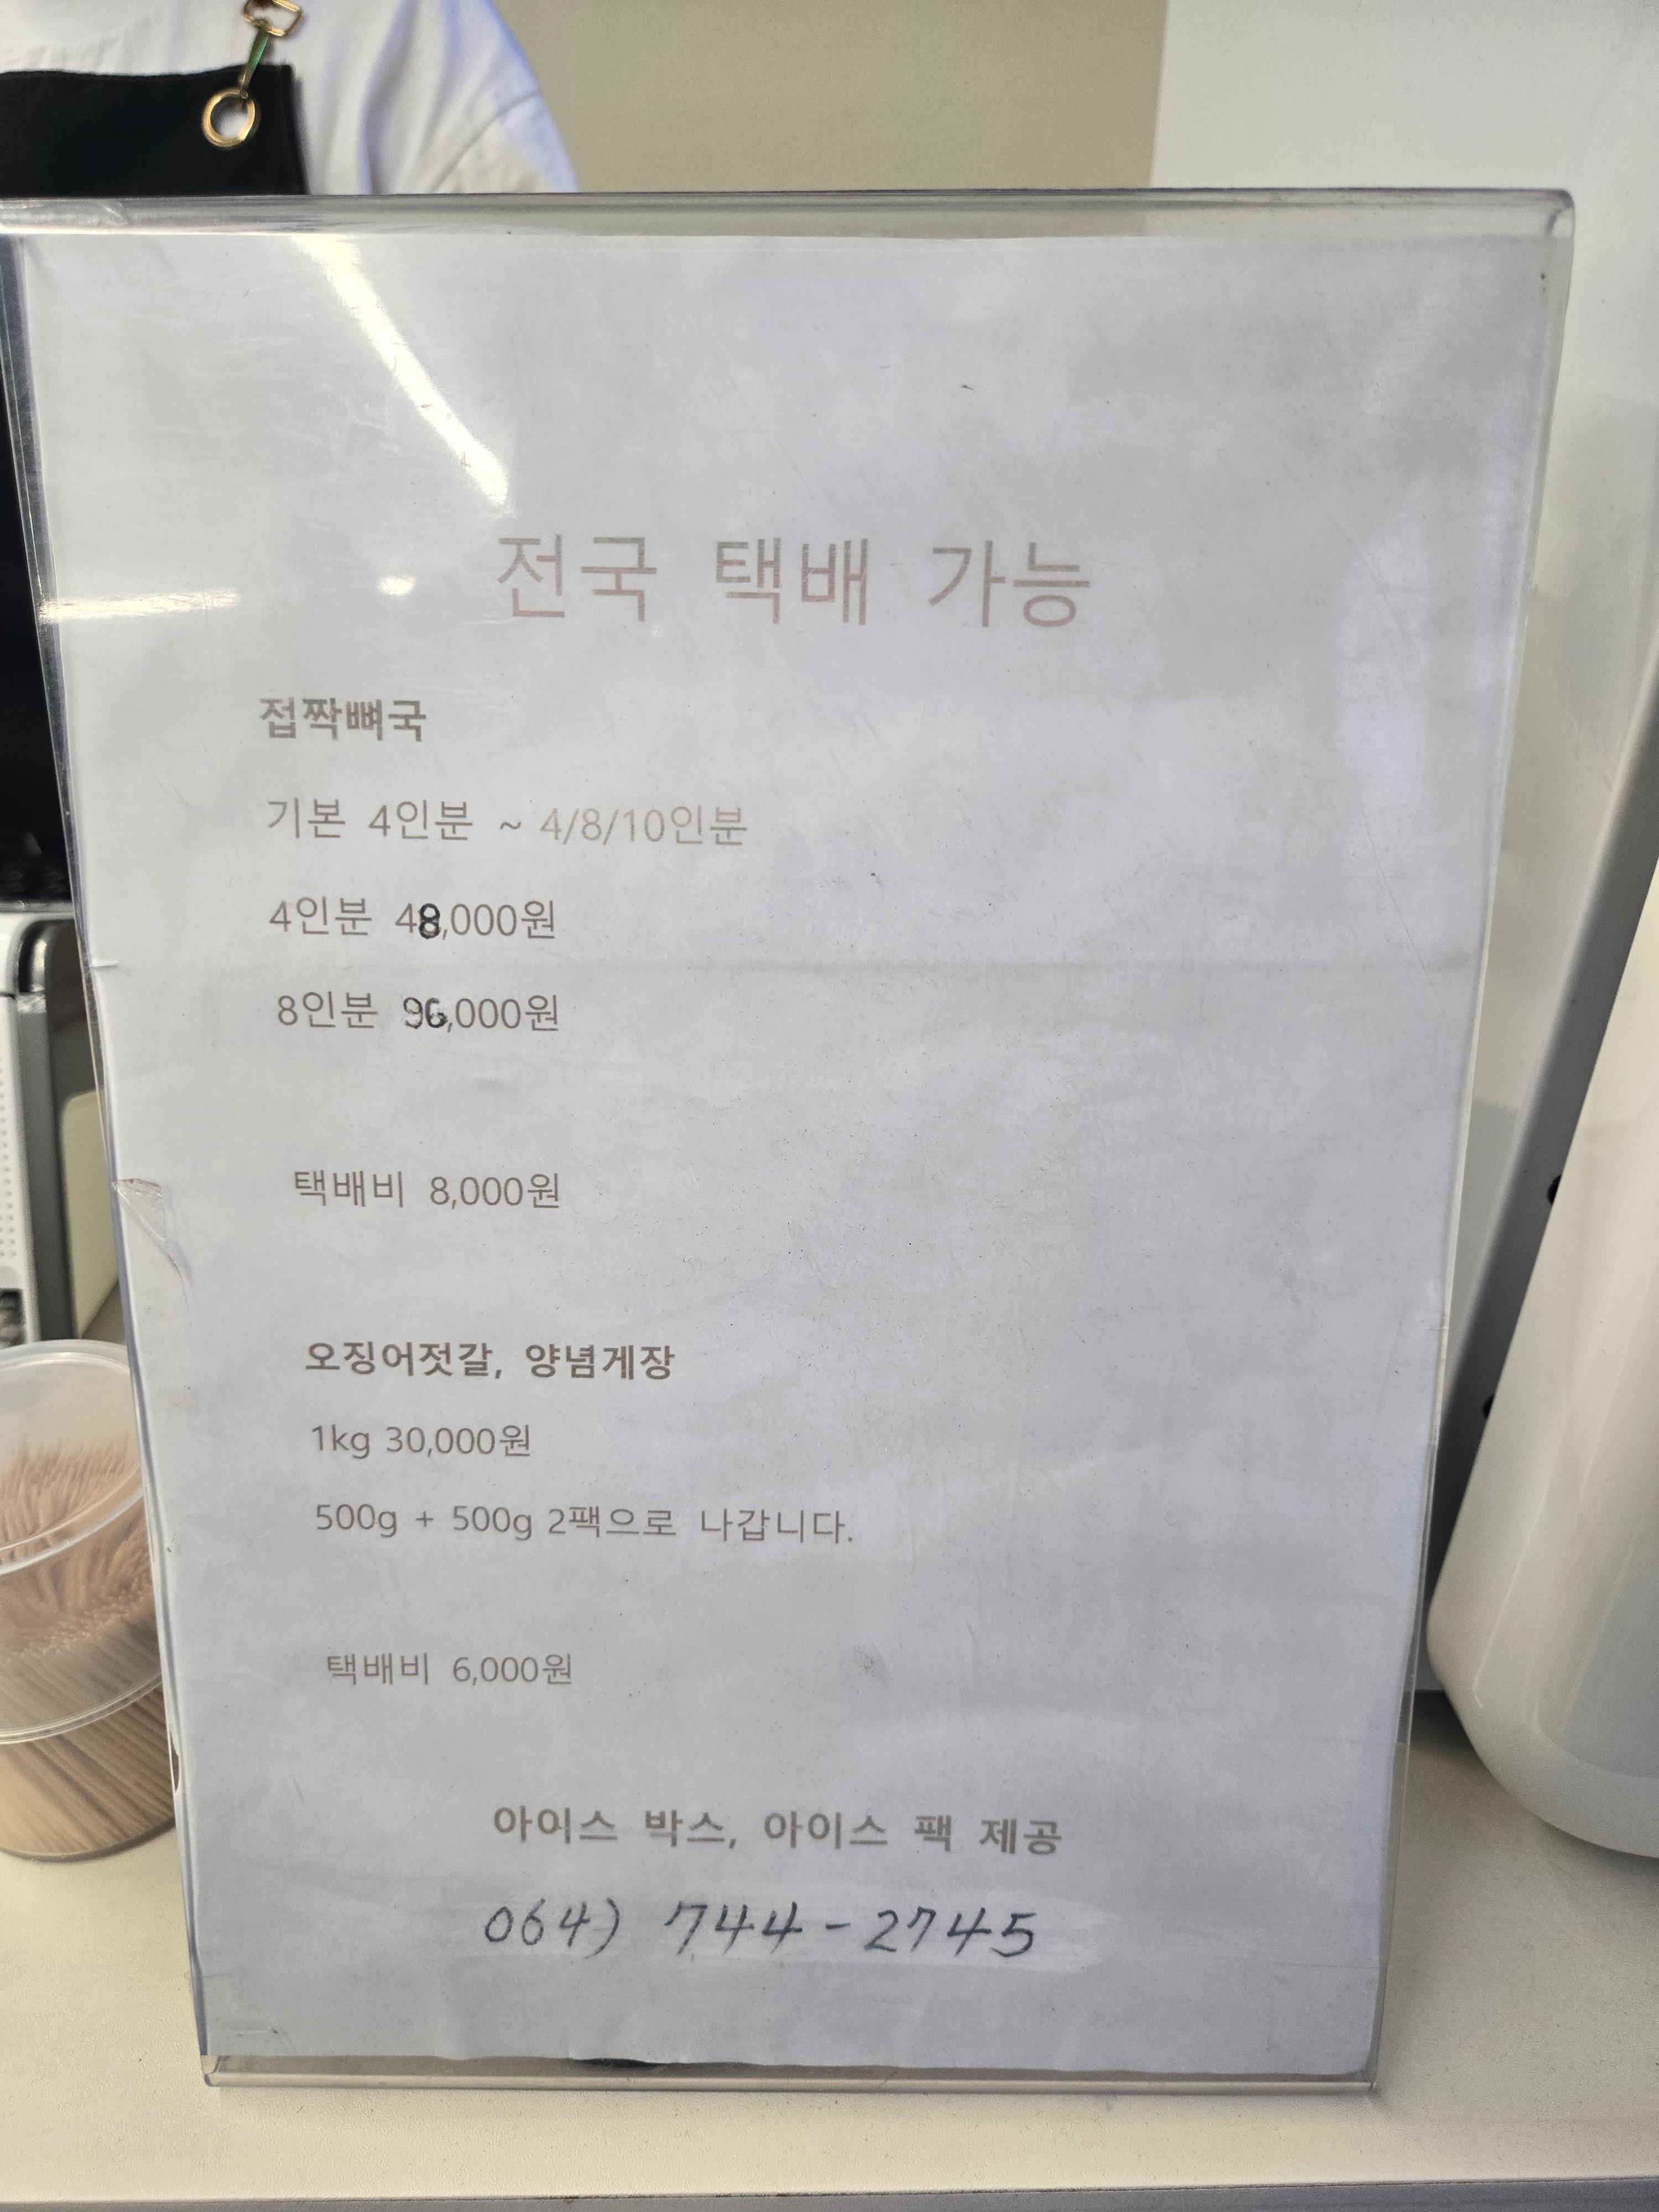 전국 택배 가능
접짝뼈국
기본 4인분 ~ 4/8/10인분
4인분 48,000원
8인분 96,000원
택배비 8,000원
오징어젓갈, 양념게장
1kg 30,000원
500g + 500g 2팩으로 나갑니다.
택배비 6,000원
아이스 박스, 아이스 팩 제공
064) 744-2745